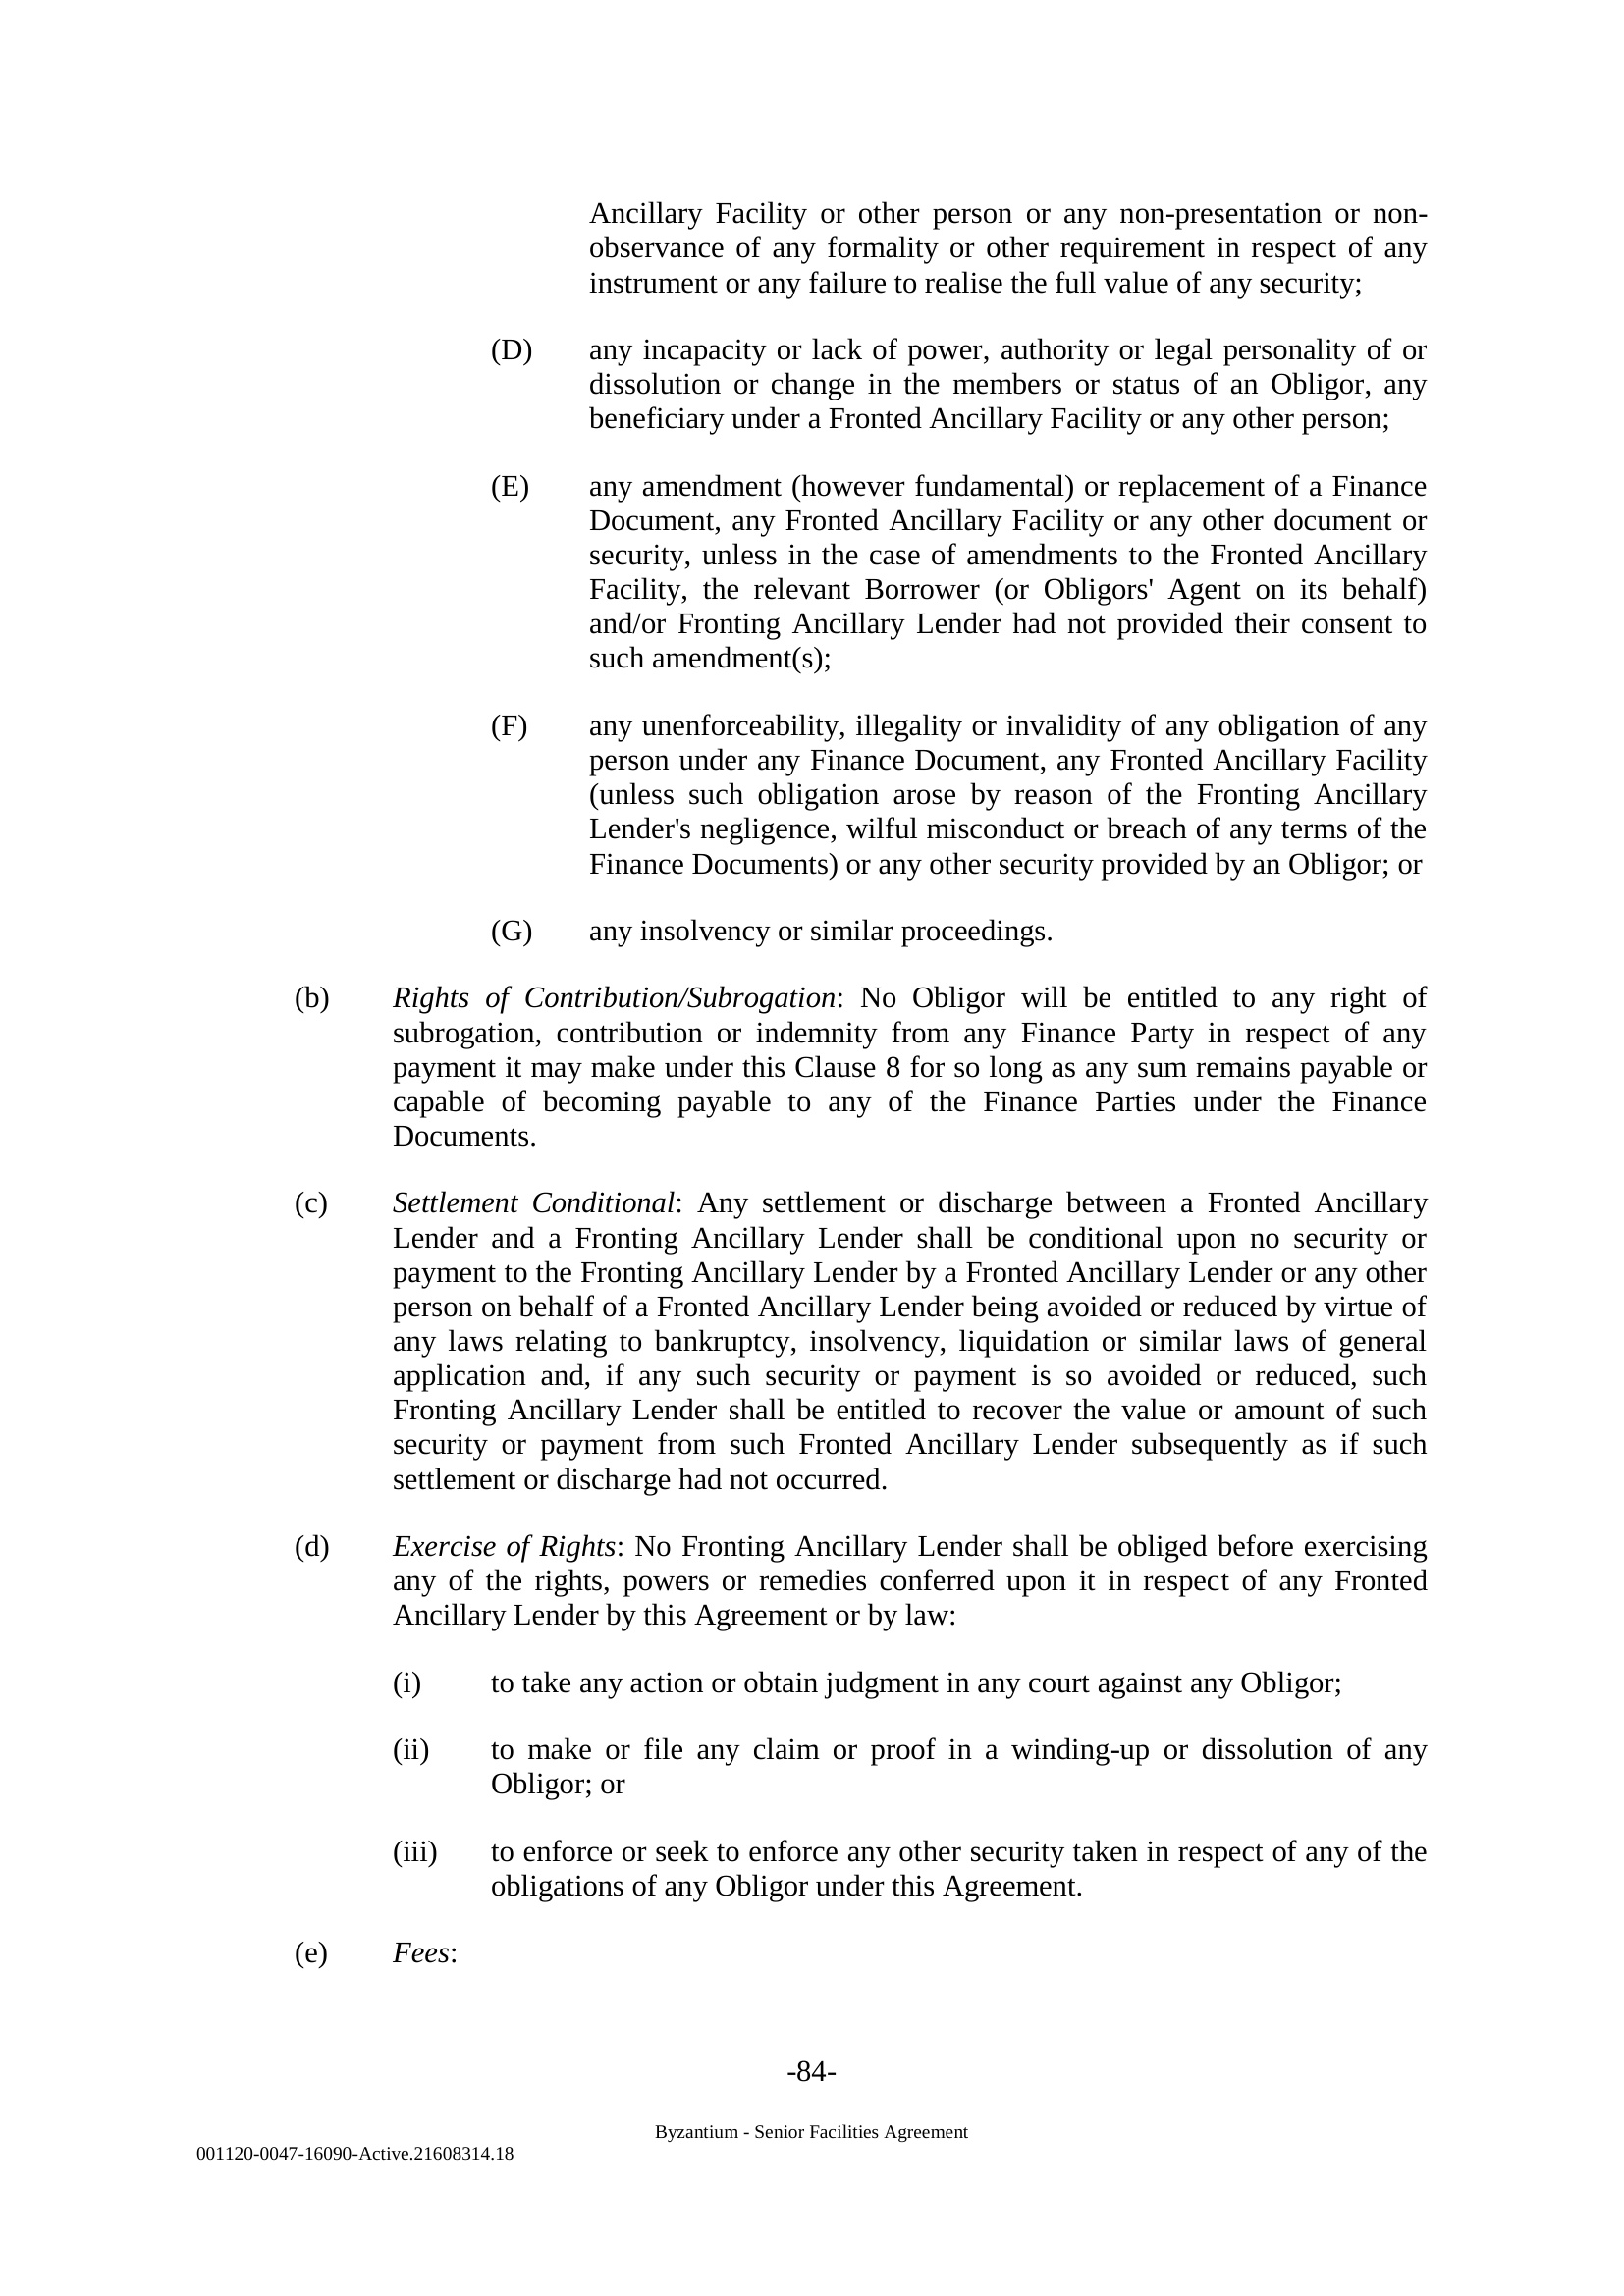 Ancillary Facility or other person or any non-presentation or non-
observance of any formality or other requirement in respect of any
instrument or any failure to realise the full value of any security;
(D) any incapacity or lack of power, authority or legal personality of or
dissolution or change in the members or status of an Obligor, any
beneficiary under a Fronted Ancillary Facility or any other person;
(E) any amendment (however fundamental) or replacement of a Finance
Document, any Fronted Ancillary Facility or any other document or
security, unless in the case of amendments to the Fronted Ancillary
Facility, the relevant Borrower (or Obligors' Agent on its behalf)
and/or Fronting Ancillary Lender had not provided their consent to
such amendment(s);
(F) any unenforceability, illegality or invalidity of any obligation of any
person under any Finance Document, any Fronted Ancillary Facility
(unless such obligation arose by reason of the Fronting Ancillary
Lender's negligence, wilful misconduct or breach of any terms of the
Finance Documents) or any other security provided by an Obligor; or
(G) any insolvency or similar proceedings.
(b) Rights of Contribution/Subrogation: No Obligor will be entitled to any right of
subrogation, contribution or indemnity from any Finance Party in respect of any
payment it may make under this Clause 8 for so long as any sum remains payable or
capable of becoming payable to any of the Finance Parties under the Finance
Documents.
(c) Settlement Conditional: Any settlement or discharge between a Fronted Ancillary
Lender and a Fronting Ancillary Lender shall be conditional upon no security or
payment to the Fronting Ancillary Lender by a Fronted Ancillary Lender or any other
person on behalf of a Fronted Ancillary Lender being avoided or reduced by virtue of
any laws relating to bankruptcy, insolvency, liquidation or similar laws of general
application and, if any such security or payment is so avoided or reduced, such
Fronting Ancillary Lender shall be entitled to recover the value or amount of such
security or payment from such Fronted Ancillary Lender subsequently as if such
settlement or discharge had not occurred.
(d) Exercise of Rights: No Fronting Ancillary Lender shall be obliged before exercising
any of the rights, powers or remedies conferred upon it in respect of any Fronted
Ancillary Lender by this Agreement or by law:
(i) to take any action or obtain judgment in any court against any Obligor;
(ii) to make or file any claim or proof in a winding-up or dissolution of any
Obligor; or
(iii) to enforce or seek to enforce any other security taken in respect of any of the
obligations of any Obligor under this Agreement.
(e) Fees:
-84-
Byzantium - Senior Facilities Agreement
001120-0047-16090-Active.21608314.18